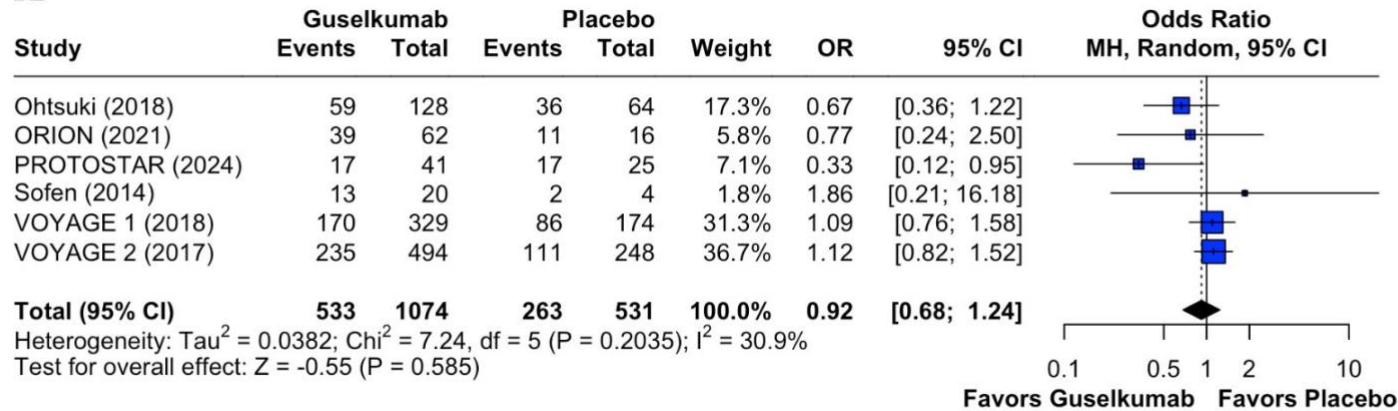 Guselkumab Placebo Odds Ratio
Study Events Total Events Total Weight OR 95% CI MH, Random, 95% CI
Ohtsuki (2018) 59 128 36 64 17.3% 0.67 [0.36; 1.22]
ORION (2021) 39 62 11 16 5.8% 0.77 [0.24; 2.50]
PROTOSTAR (2024) 17 41 17 25 7.1% 0.33 [0.12; 0.95]
Sofen (2014) 13 20 2 4 1.8% 1.86 [0.21; 16.18]
VOYAGE 1 (2018) 170 329 86 174 31.3% 1.09 [0.76; 1.58]
VOYAGE 2 (2017) 235 494 111 248 36.7% 1.12 [0.82; 1.52]
Total (95% CI) 533 1074 263 531 100.0% 0.92 [0.68; 1.24]
Heterogeneity: Tau² = 0.0382; Chi² = 7.24, df = 5 (P = 0.2035); I² = 30.9%
Test for overall effect: Z = -0.55 (P = 0.585)
0.1 0.5 1 2 10
Favors Guselkumab Favors Placebo